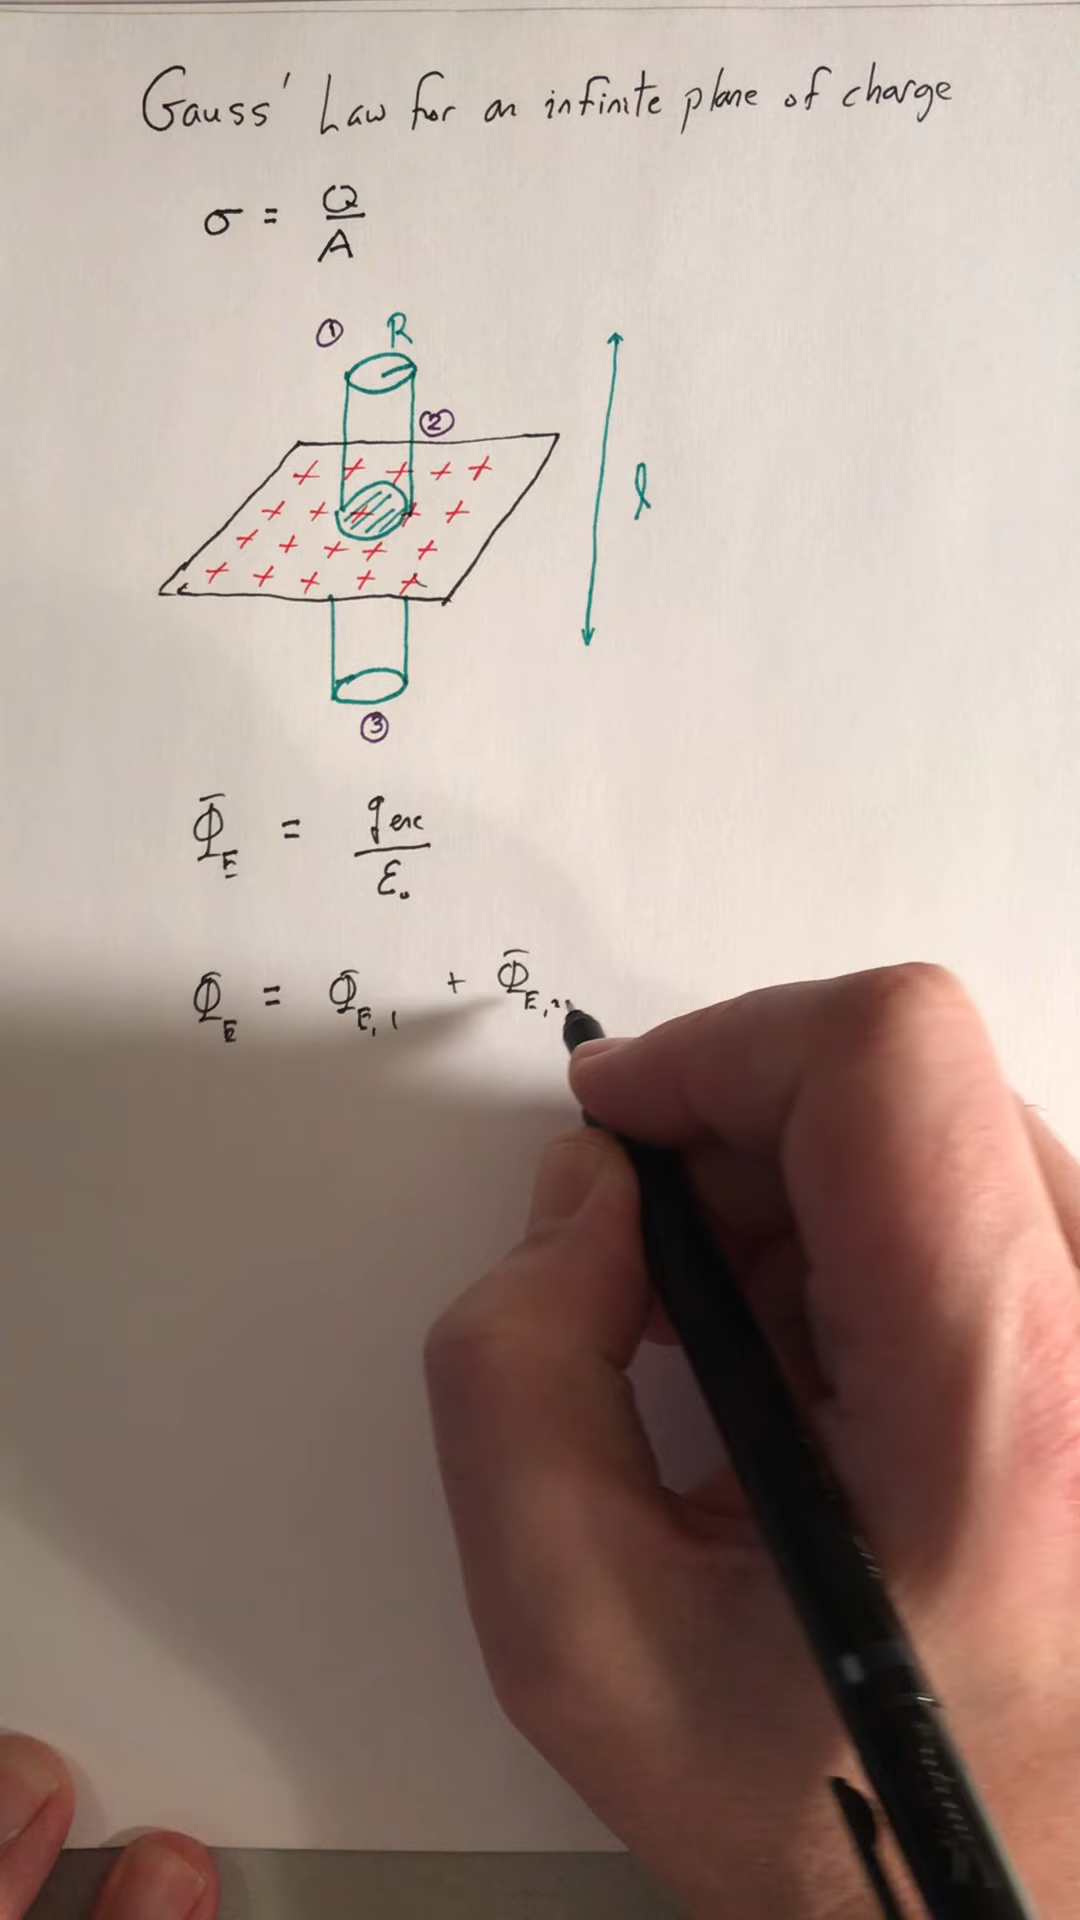 Gauss' Law for an infinite plane of charge
σ = Q/A
① R
②
l
③
Φ_E = q_enc/ε₀
Φ_E = Φ_E,1 + Φ_E,